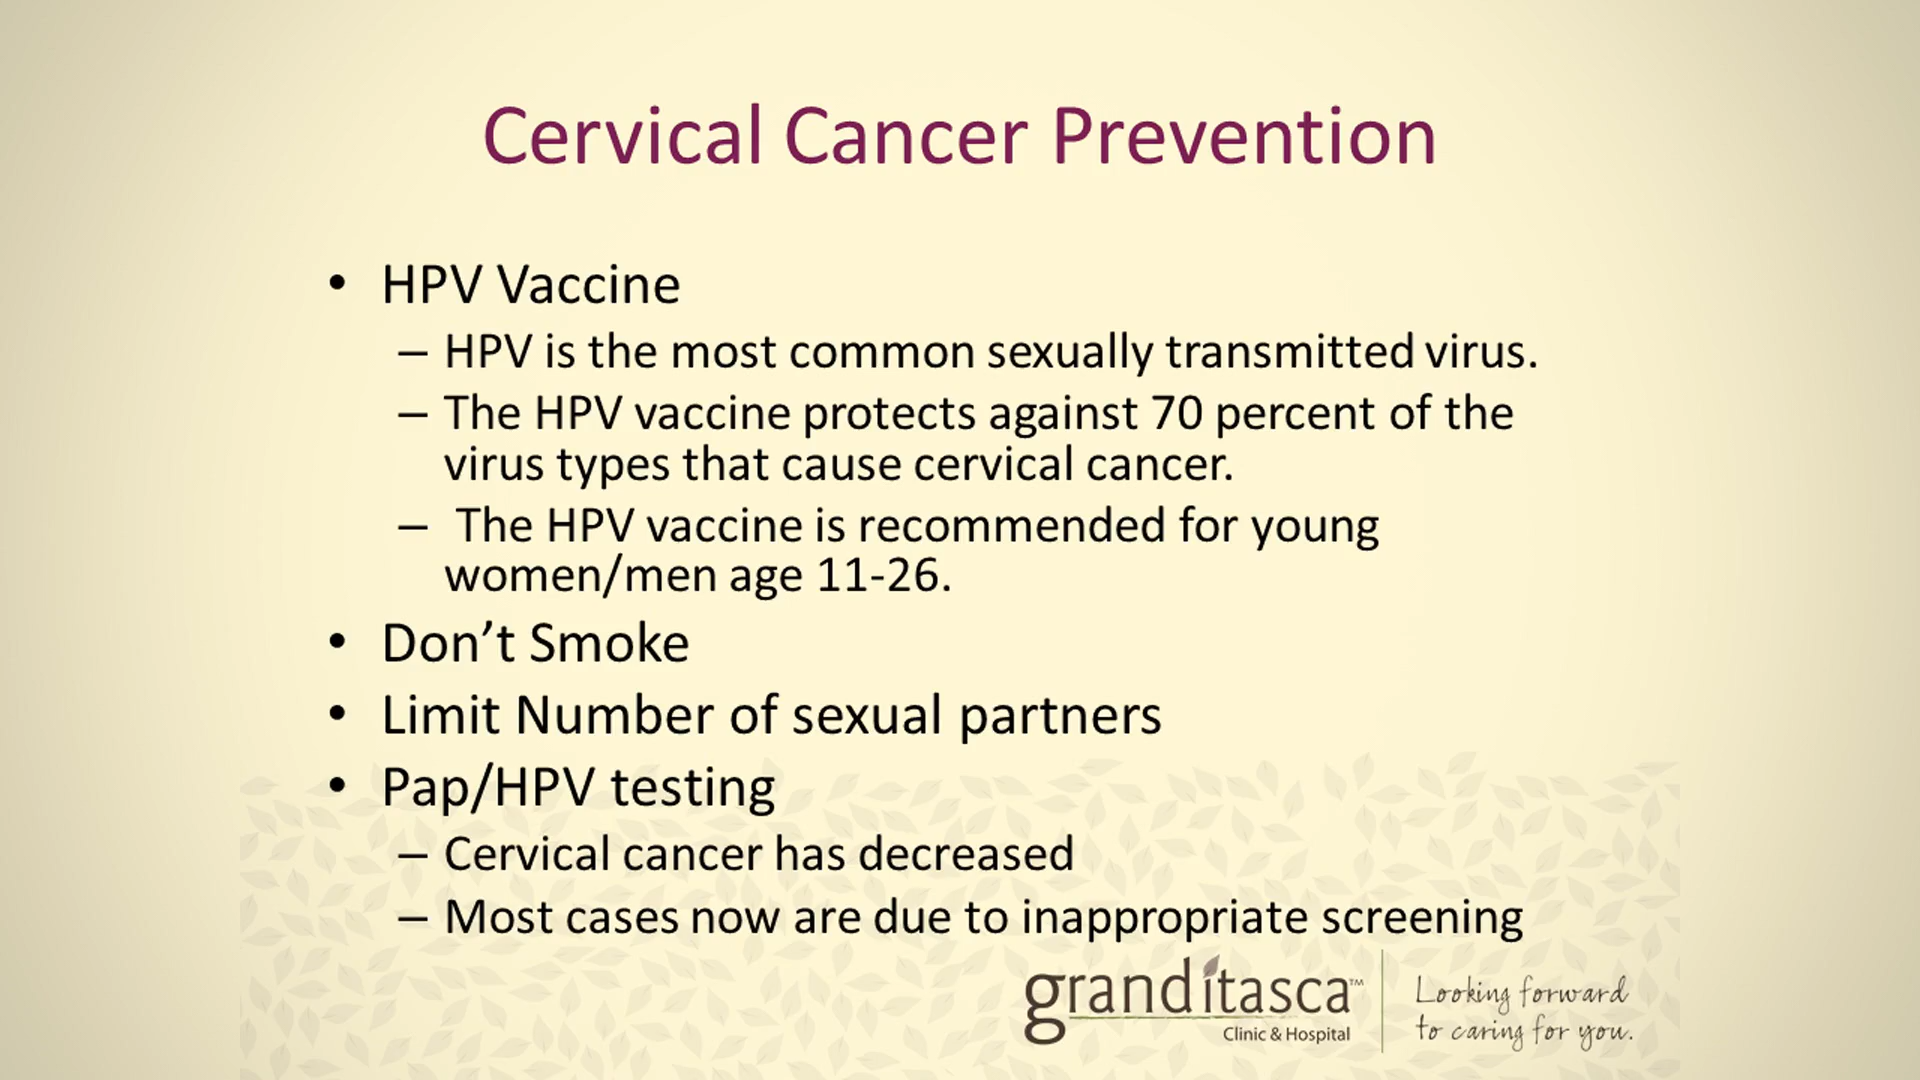 Cervical Cancer Prevention
• HPV Vaccine
– HPV is the most common sexually transmitted virus.
– The HPV vaccine protects against 70 percent of the
virus types that cause cervical cancer.
– The HPV vaccine is recommended for young
women/men age 11-26.
• Don’t Smoke
• Limit Number of sexual partners
• Pap/HPV testing
– Cervical cancer has decreased
– Most cases now are due to inappropriate screening
granditasca™
Clinic & Hospital
Looking forward
to caring for you.